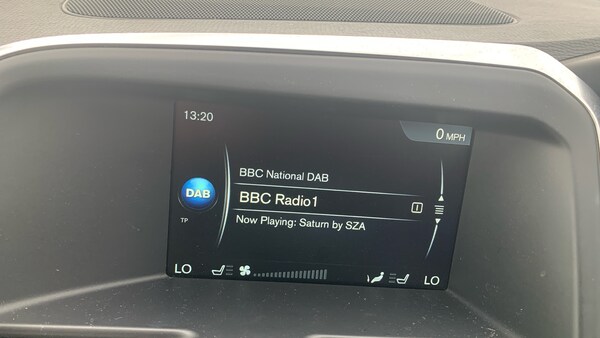 13:20
0 MPH
BBC National DAB
DAB
BBC Radio1
TP
Now Playing: Saturn by SZA
LO
LO